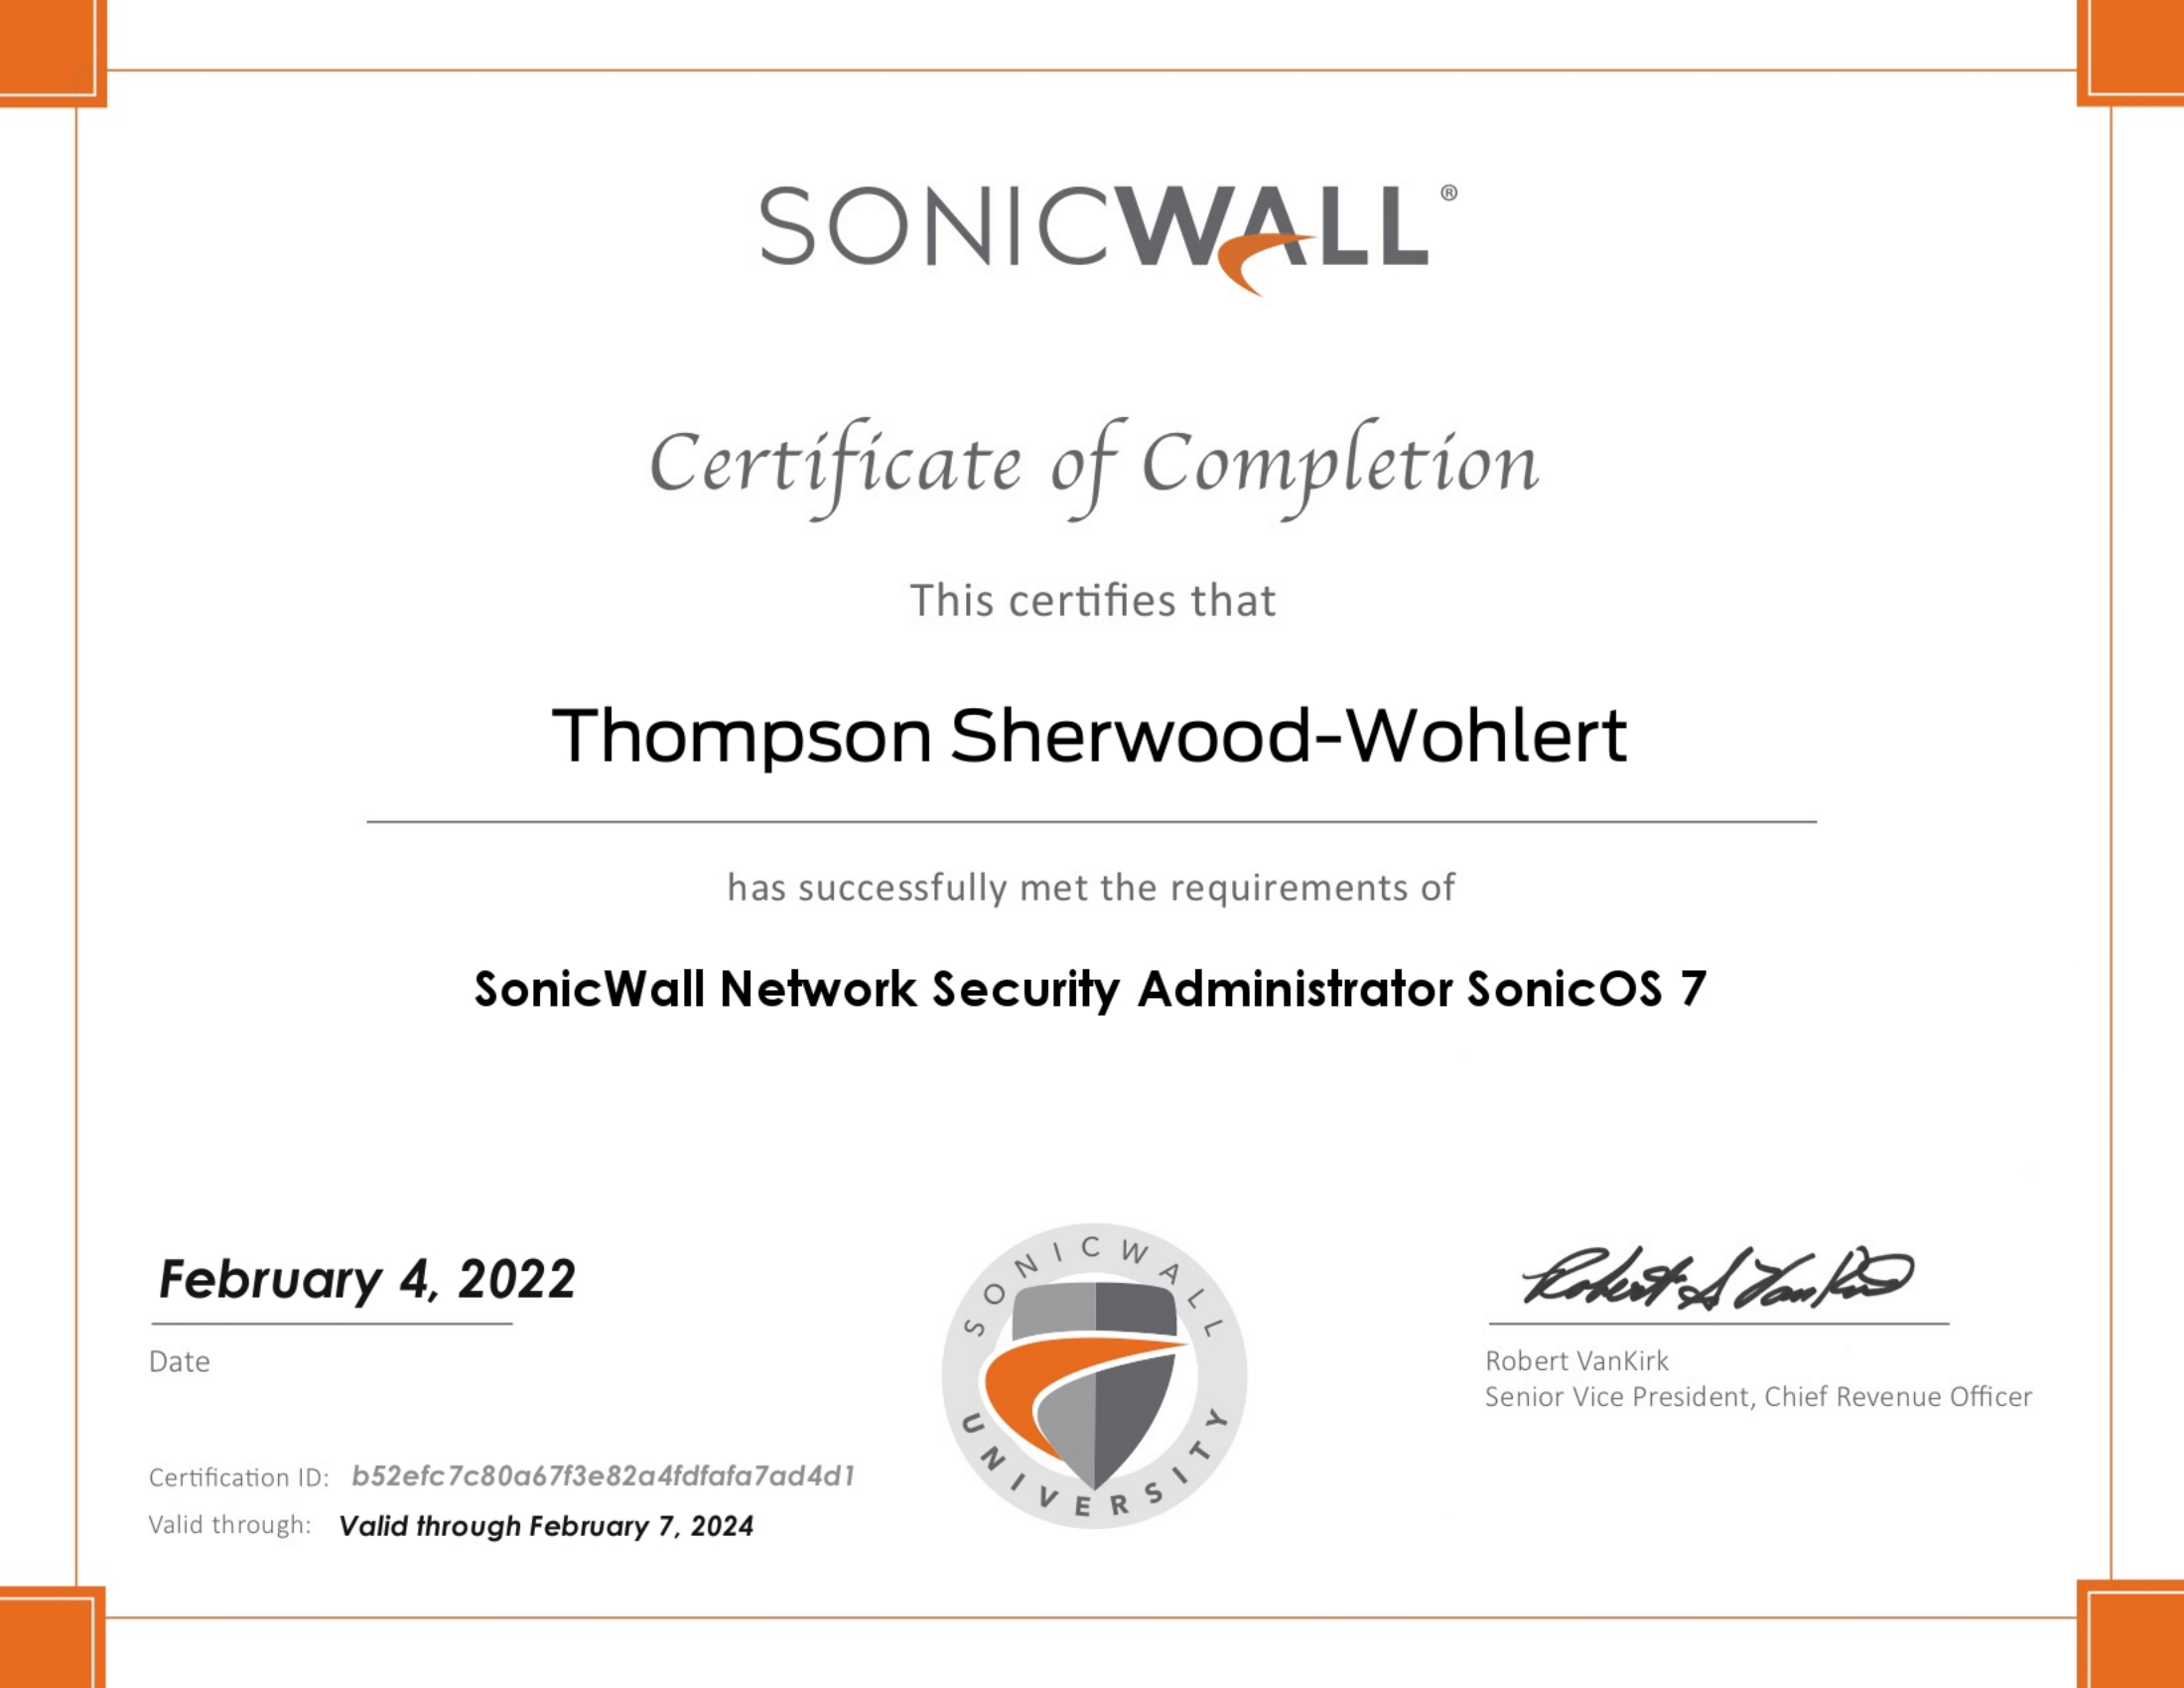 SONICWALL®
Certificate of Completion
This certifies that
Thompson Sherwood-Wohlert
has successfully met the requirements of
SonicWall Network Security Administrator SonicOS 7
February 4, 2022
Date
Certification ID: b52efc7c80a67f3e82a4fdfafa7ad4d1
Valid through: Valid through February 7, 2024
SONICWALL
UNIVERSITY
Robert S VanKirk
Robert VanKirk
Senior Vice President, Chief Revenue Officer